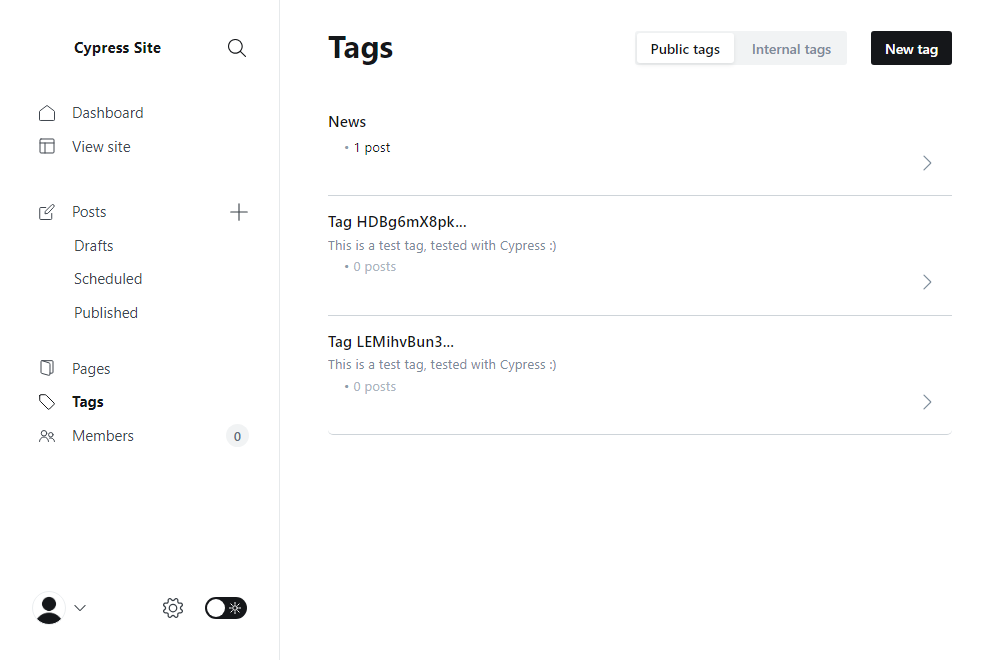 Cypress Site
Dashboard
View site
Posts
Drafts
Scheduled
Published
Pages
Tags
Members
0
Tags
Public tags
Internal tags
New tag
News
• 1 post
Tag HDBg6mX8pk...
This is a test tag, tested with Cypress :)
• 0 posts
Tag LEMihvBun3...
This is a test tag, tested with Cypress :)
• 0 posts